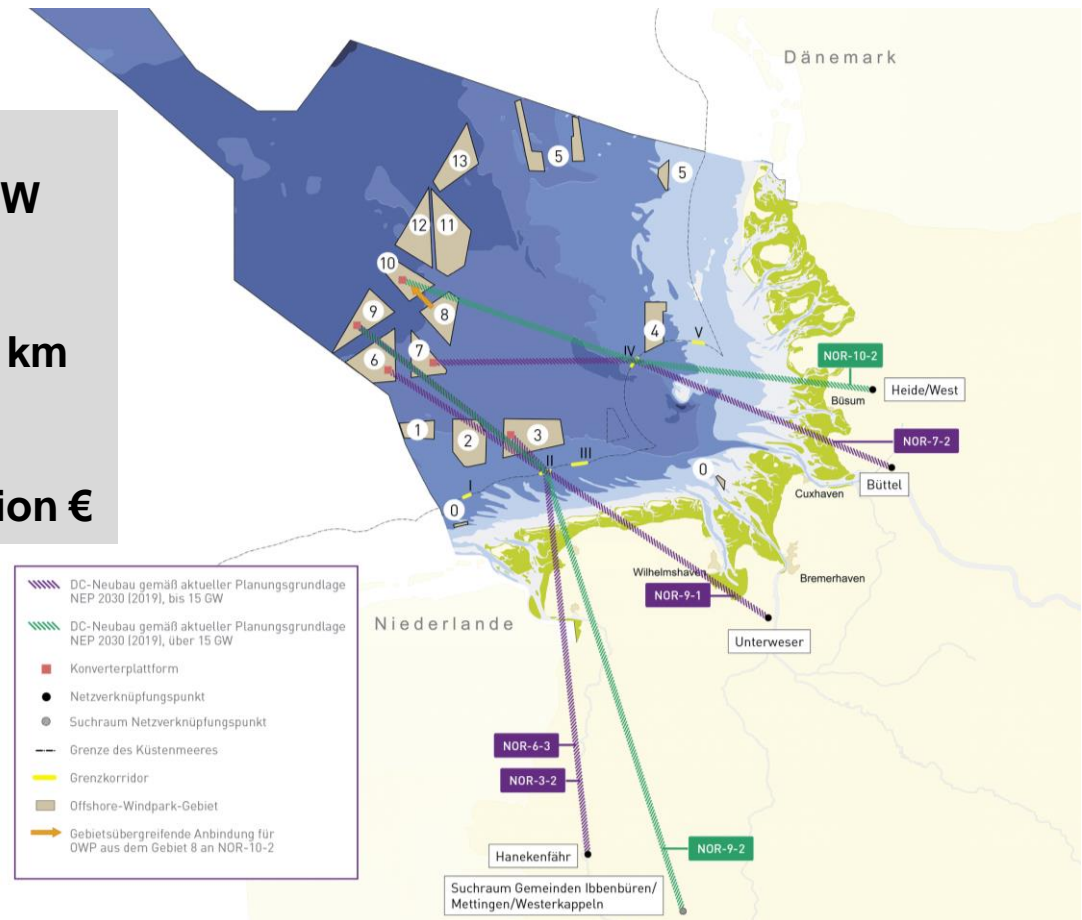 Dänemark
W
km
ion €
13
5
5
12
11
10
9
8
7
6
4
V
IV
NOR-10-2
Heide/West
Büsum
1
2
3
NOR-7-2
III
II
I
0
0
Büttel
Cuxhaven
Wilhelmshaven
Bremerhaven
NOR-9-1
Niederlande
Unterweser
DC-Neubau gemäß aktueller Planungsgrundlage
NEP 2030 (2019), bis 15 GW
DC-Neubau gemäß aktueller Planungsgrundlage
NEP 2030 (2019), über 15 GW
Konverterplattform
Netzverknüpfungspunkt
Suchraum Netzverknüpfungspunkt
Grenze des Küstenmeeres
Grenzkorridor
Offshore-Windpark-Gebiet
Gebietsübergreifende Anbindung für
OWP aus dem Gebiet 8 an NOR-10-2
NOR-6-3
NOR-3-2
NOR-9-2
Hanekenfähr
Suchraum Gemeinden Ibbenbüren/
Mettingen/Westerkappeln